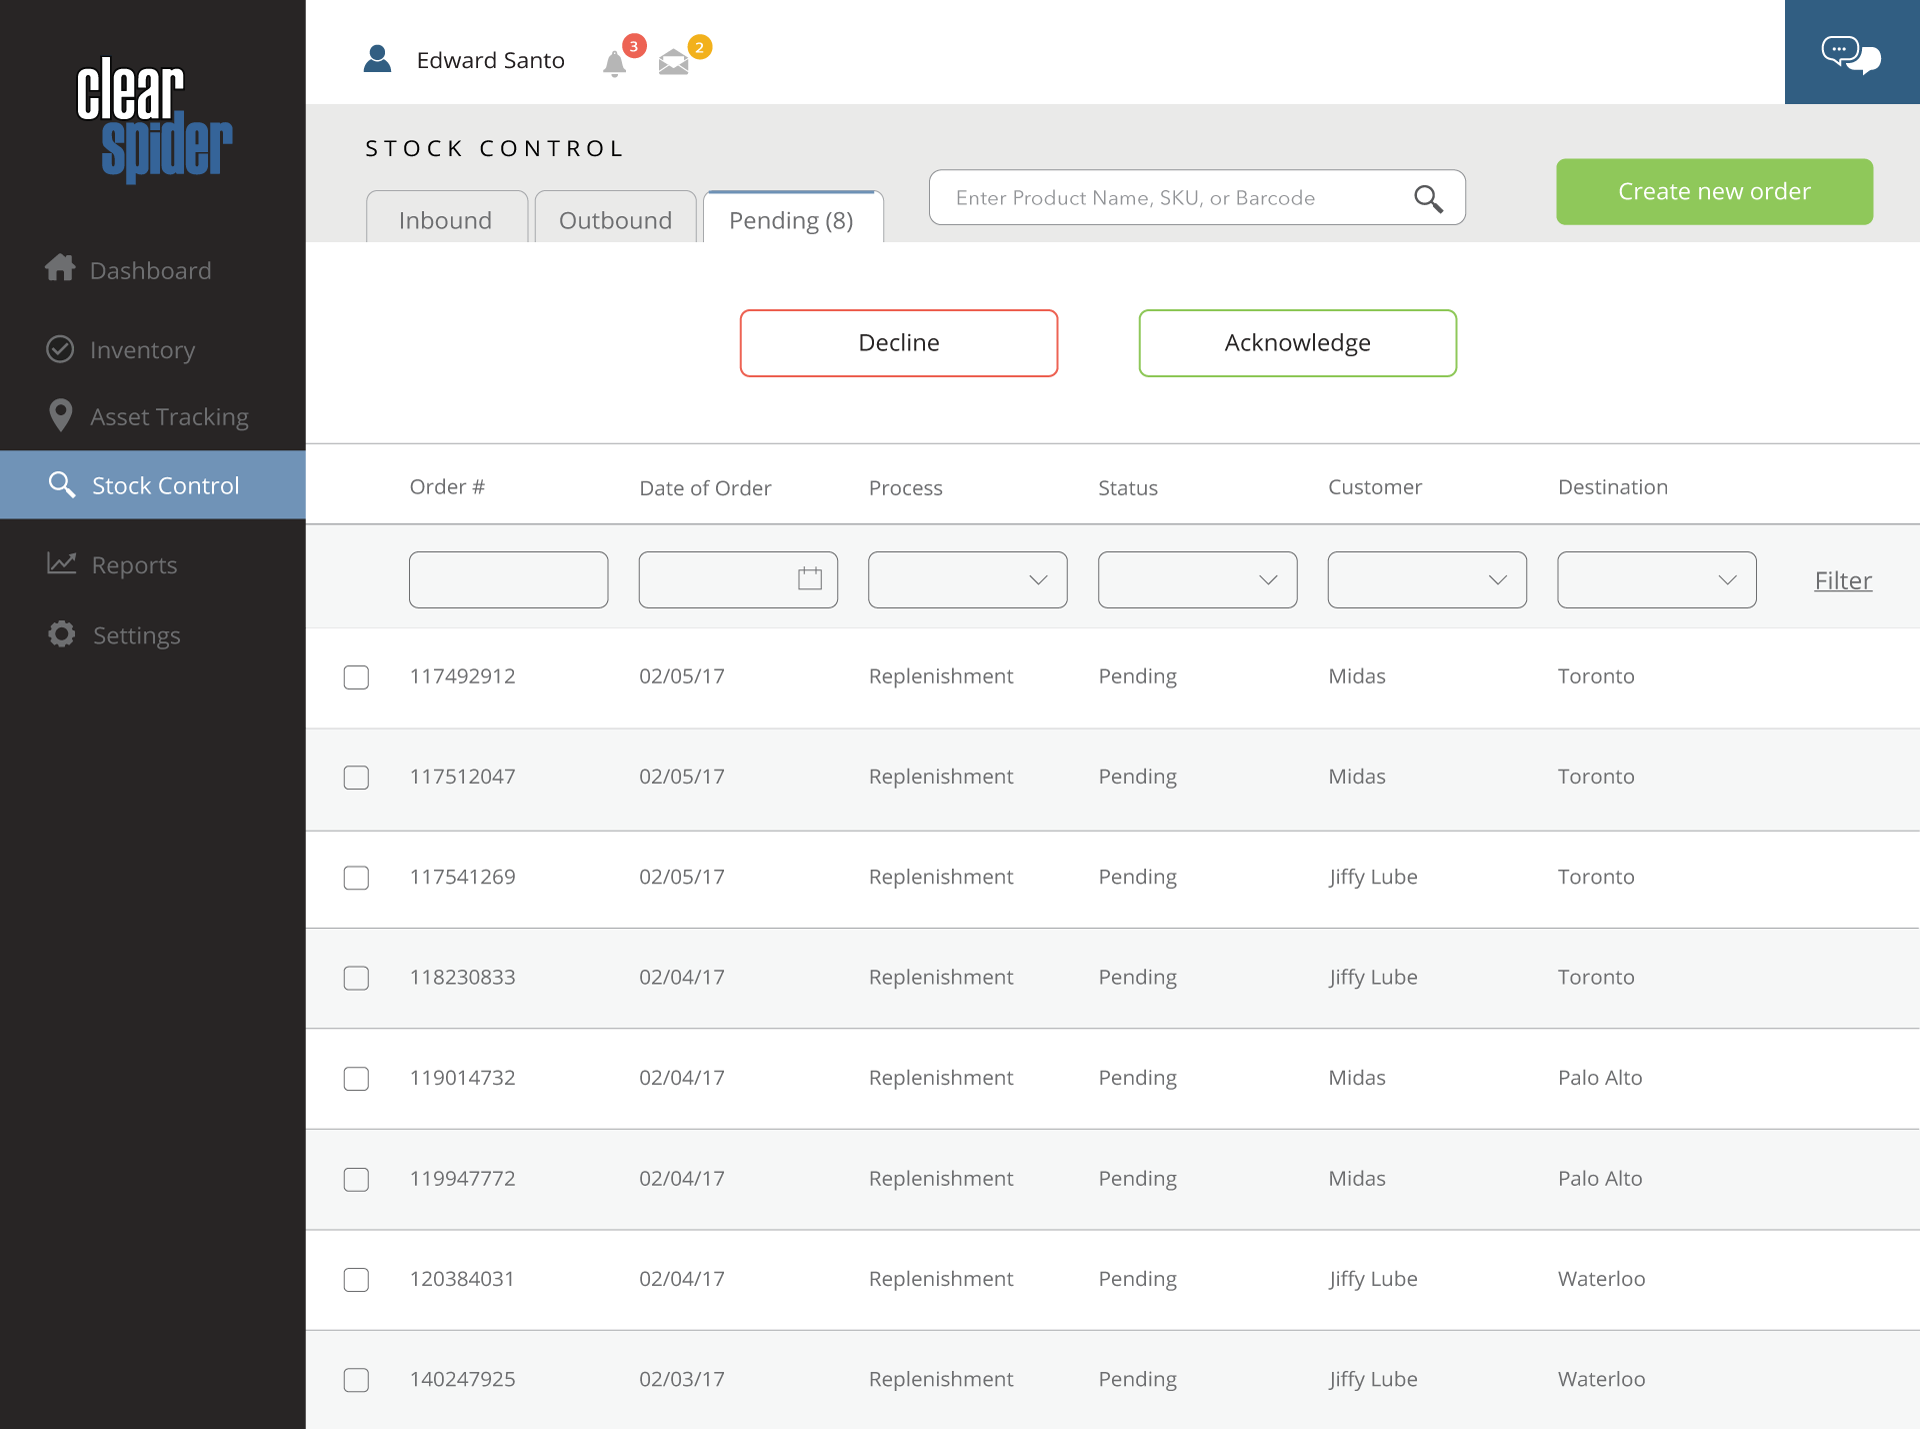 clear
spider
Edward Santo 3 2
STOCK CONTROL
Inbound Outbound Pending (8)
Enter Product Name, SKU, or Barcode
Create new order
Dashboard
Inventory
Asset Tracking
Stock Control
Reports
Settings
Decline Acknowledge
Order # Date of Order Process Status Customer Destination
Filter
117492912 02/05/17 Replenishment Pending Midas Toronto
117512047 02/05/17 Replenishment Pending Midas Toronto
117541269 02/05/17 Replenishment Pending Jiffy Lube Toronto
118230833 02/04/17 Replenishment Pending Jiffy Lube Toronto
119014732 02/04/17 Replenishment Pending Midas Palo Alto
119947772 02/04/17 Replenishment Pending Midas Palo Alto
120384031 02/04/17 Replenishment Pending Jiffy Lube Waterloo
140247925 02/03/17 Replenishment Pending Jiffy Lube Waterloo